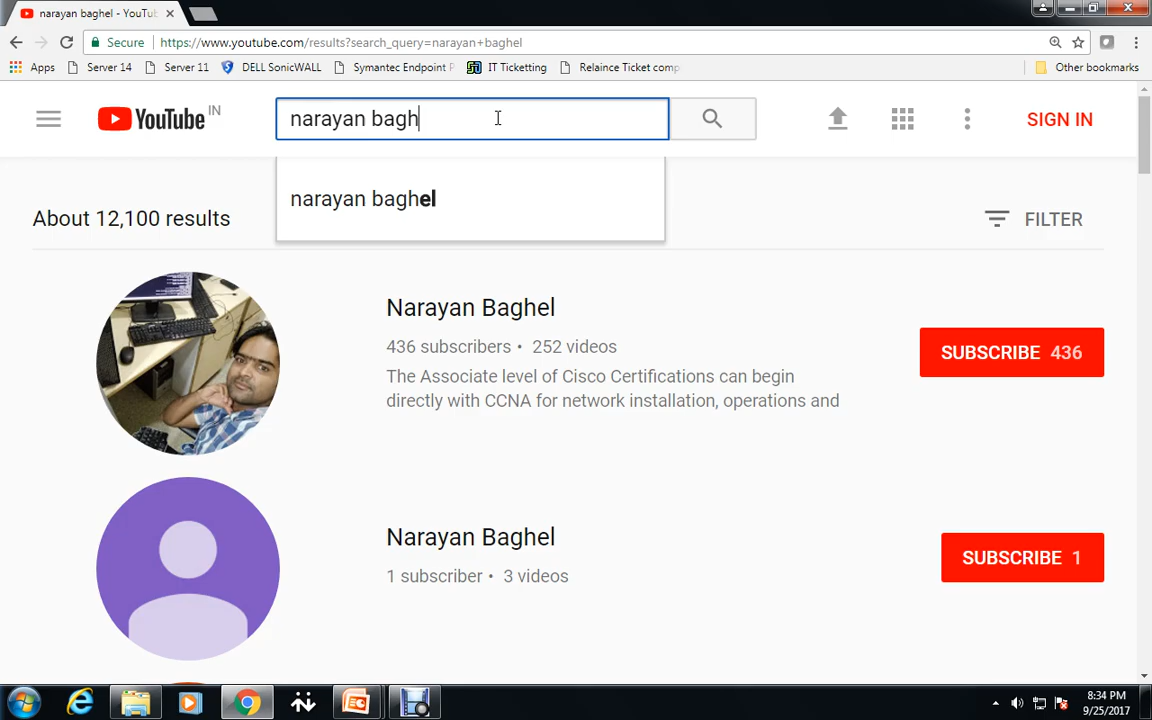 narayan baghel - YouTub
Secure https://www.youtube.com/results?search_query=narayan+baghel
Apps Server 14 Server 11 DELL SonicWALL Symantec Endpoint P IT Ticketting Relaince Ticket comp Other bookmarks
YouTube IN narayan bagh SIGN IN
narayan baghel
About 12,100 results FILTER
Narayan Baghel
436 subscribers • 252 videos SUBSCRIBE 436
The Associate level of Cisco Certifications can begin
directly with CCNA for network installation, operations and
Narayan Baghel
1 subscriber • 3 videos SUBSCRIBE 1
8:34 PM
9/25/2017